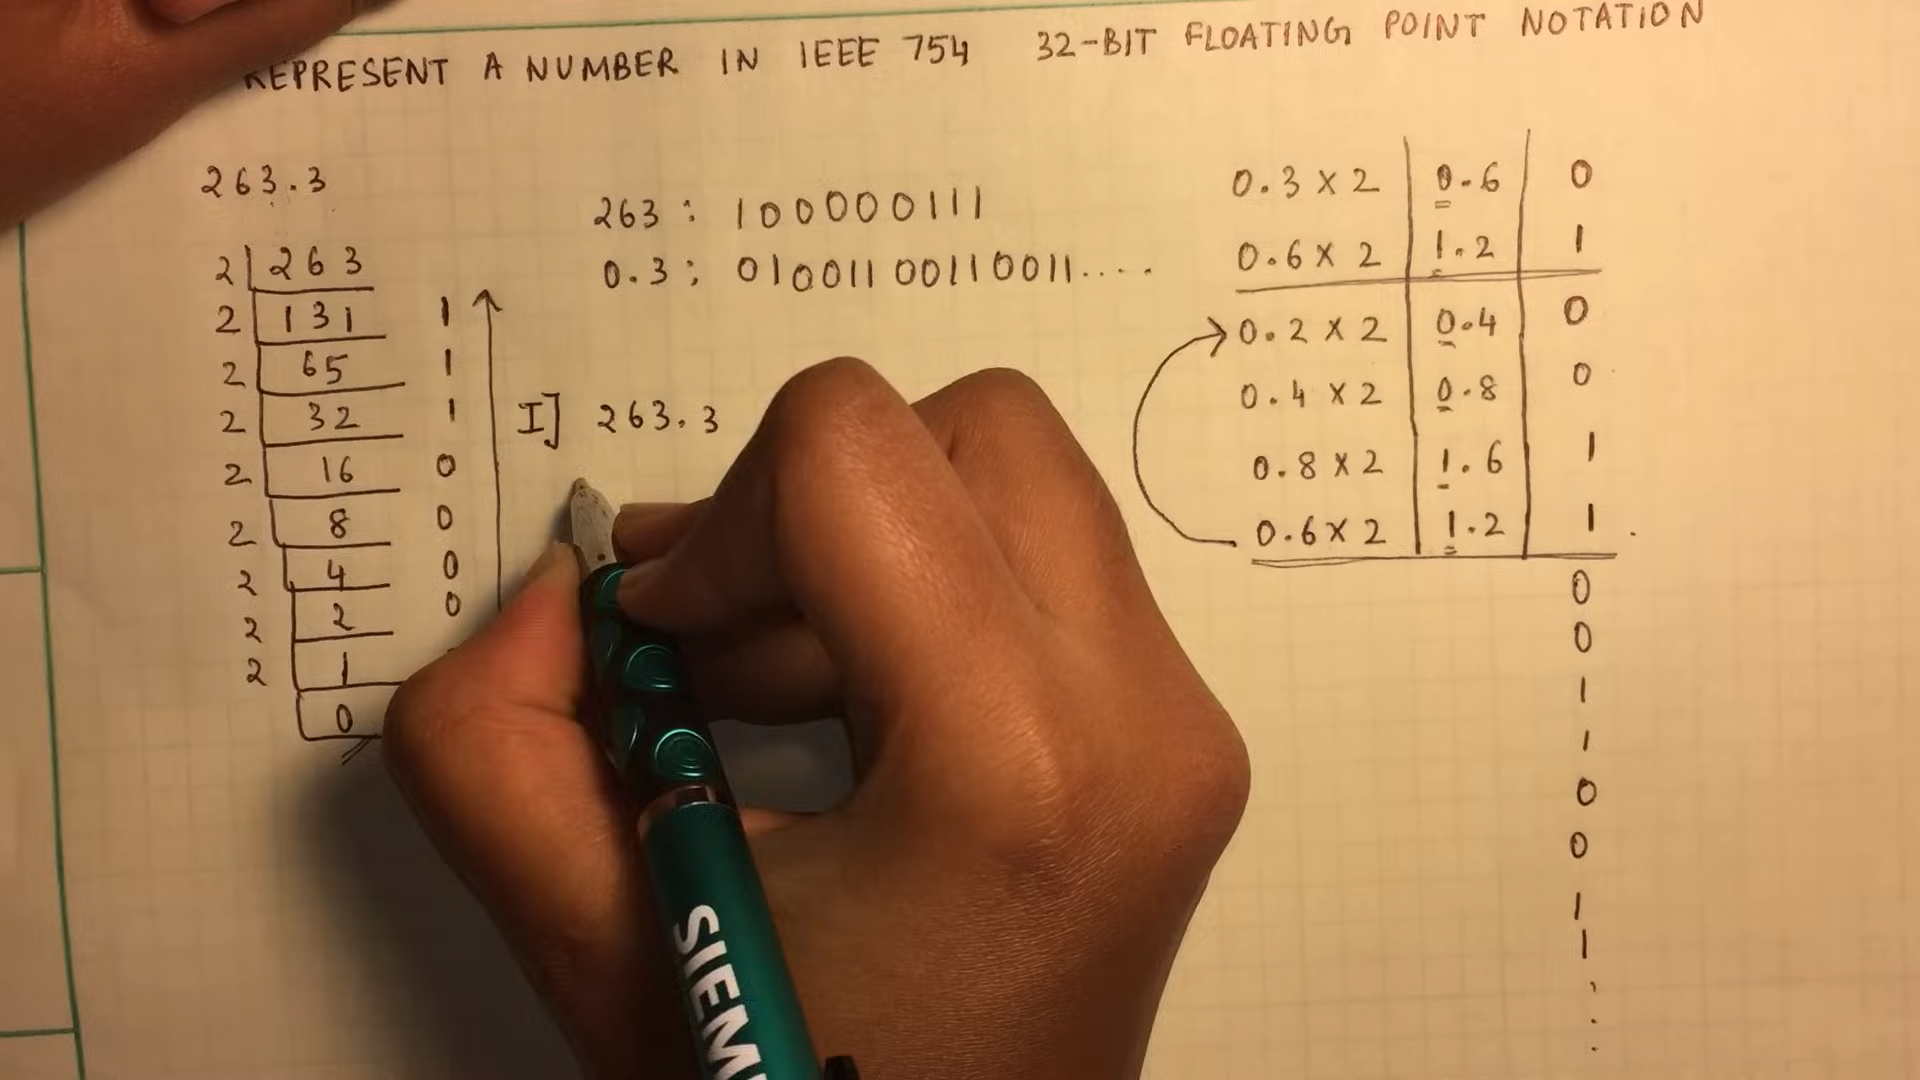 REPRESENT A NUMBER IN IEEE 754 32-BIT FLOATING POINT NOTATION
263.3
2 263
2 131 1
2 65 1
2 32 1
2 16 0
2 8 0
2 4 0
2 2 0
2 1
0
263 : 100000111
0.3 : 01001100110011....
I] 263.3
0.3 x 2 0.6 0
0.6 x 2 1.2 1
0.2 x 2 0.4 0
0.4 x 2 0.8 0
0.8 x 2 1.6 1
0.6 x 2 1.2 1
0
0
1
1
0
0
1
1
.
.
.